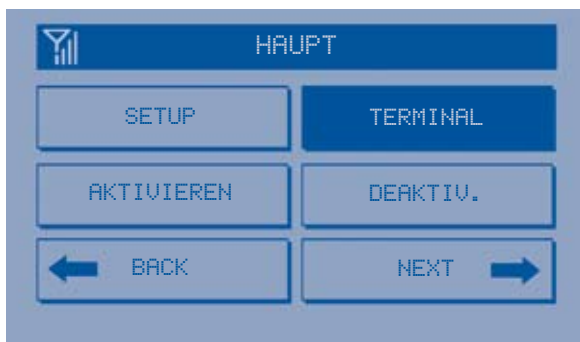 HAUPT
SETUP
TERMINAL
AKTIVIEREN
DEAKTIV.
BACK
NEXT